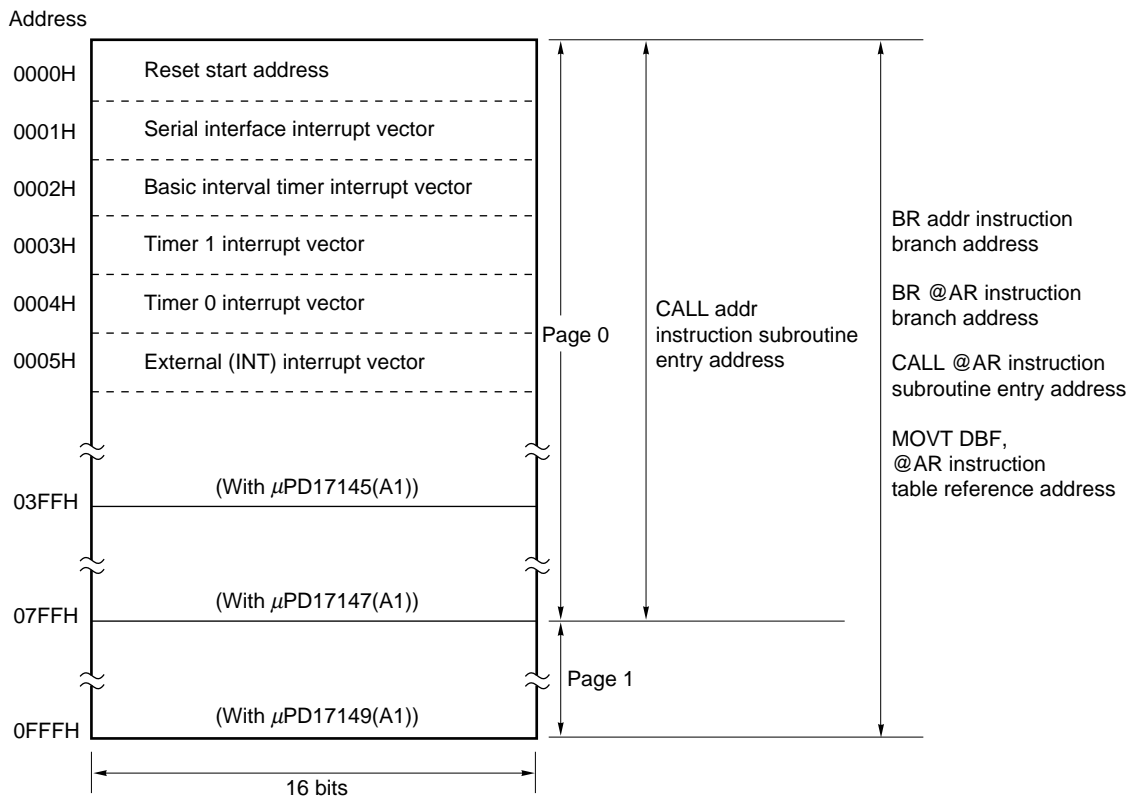 Address
0000H
Reset start address
0001H
Serial interface interrupt vector
0002H
Basic interval timer interrupt vector
0003H
Timer 1 interrupt vector
0004H
Timer 0 interrupt vector
0005H
External (INT) interrupt vector
03FFH
(With µPD17145(A1))
07FFH
(With µPD17147(A1))
0FFFH
(With µPD17149(A1))
16 bits
Page 0
Page 1
CALL addr
instruction subroutine
entry address
BR addr instruction
branch address
BR @AR instruction
branch address
CALL @AR instruction
subroutine entry address
MOVT DBF,
@AR instruction
table reference address